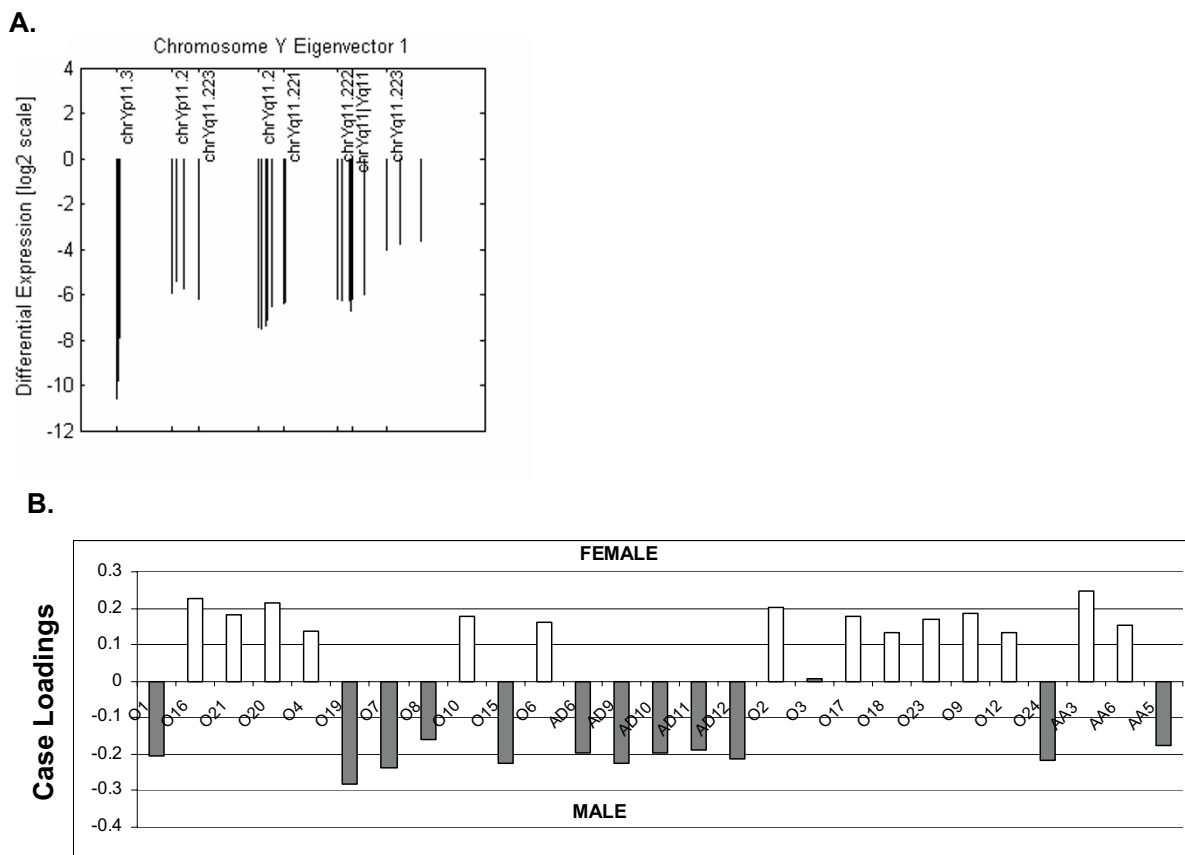 A.
Chromosome Y Eigenvector 1
Differential Expression [log2 scale]
4
2
0
-2
-4
-6
-8
-10
-12
chrYp11.3
chrYp11.2
chrYq11.223
chrYq11.2
chrYq11.221
chrYq11.222
chrYq11|Yq11
chrYq11.223
B.
FEMALE
Case Loadings
0.3
0.2
0.1
0
-0.1
-0.2
-0.3
-0.4
O1
O16
O21
O20
O4
O19
O7
O8
O10
O15
O6
AD6
AD9
AD10
AD11
AD12
O2
O3
O17
O18
O23
O9
O12
O24
AA3
AA6
AA5
MALE